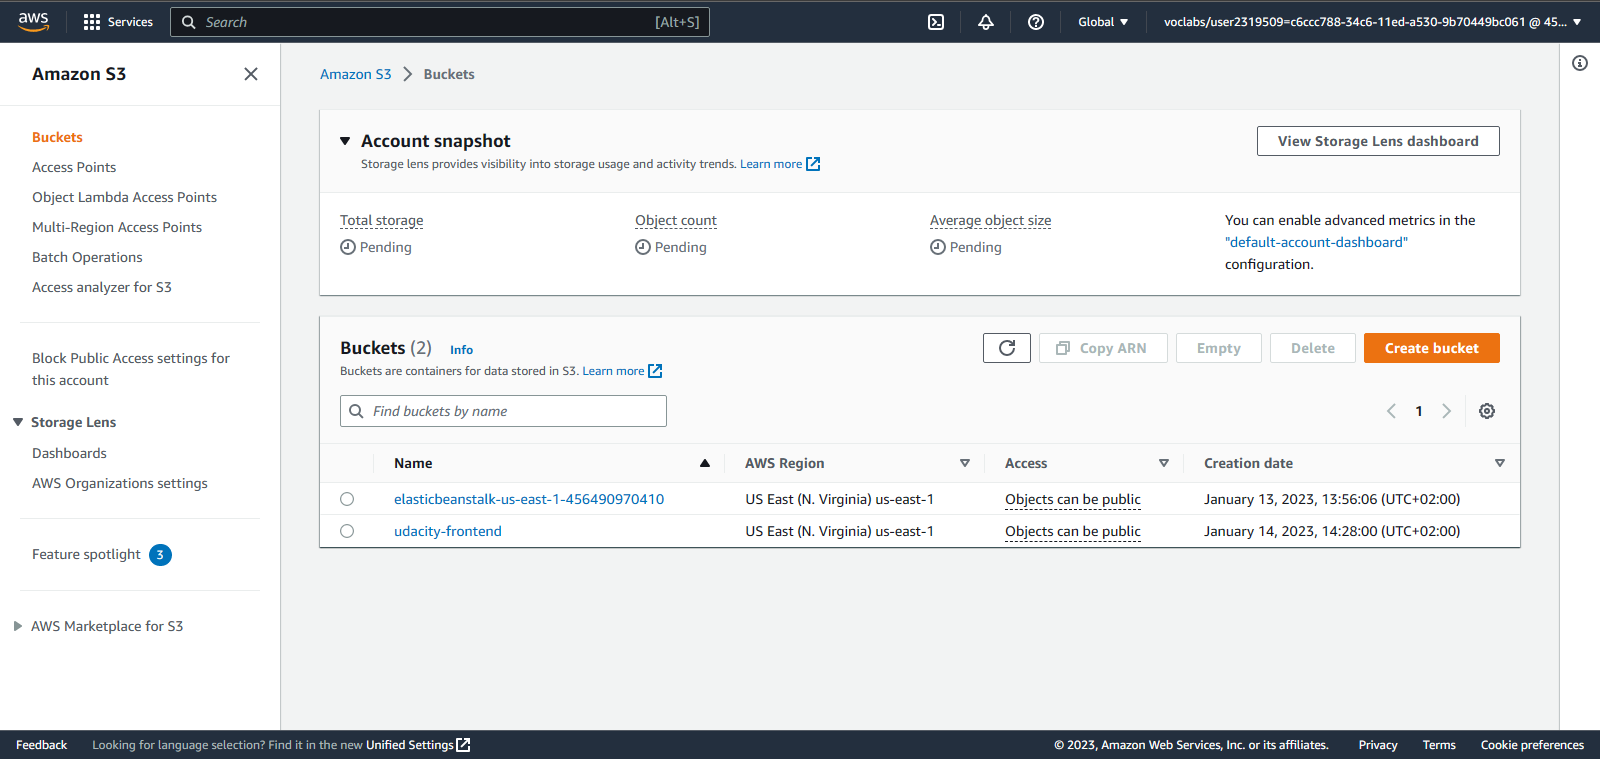 aws
Services
Search
[Alt+S]
Global
voclabs/user2319509=c6ccc788-34c6-11ed-a530-9b70449bc061 @ 45...
Amazon S3
Buckets
Access Points
Object Lambda Access Points
Multi-Region Access Points
Batch Operations
Access analyzer for S3
Block Public Access settings for
this account
Storage Lens
Dashboards
AWS Organizations settings
Feature spotlight 3
AWS Marketplace for S3
Amazon S3 > Buckets
Account snapshot
Storage lens provides visibility into storage usage and activity trends. Learn more
View Storage Lens dashboard
Total storage
Pending
Object count
Pending
Average object size
Pending
You can enable advanced metrics in the
"default-account-dashboard"
configuration.
Buckets (2) Info
Buckets are containers for data stored in S3. Learn more
Copy ARN
Empty
Delete
Create bucket
Find buckets by name
1
Name AWS Region Access Creation date
elasticbeanstalk-us-east-1-456490970410 US East (N. Virginia) us-east-1 Objects can be public January 13, 2023, 13:56:06 (UTC+02:00)
udacity-frontend US East (N. Virginia) us-east-1 Objects can be public January 14, 2023, 14:28:00 (UTC+02:00)
Feedback Looking for language selection? Find it in the new Unified Settings © 2023, Amazon Web Services, Inc. or its affiliates. Privacy Terms Cookie preferences